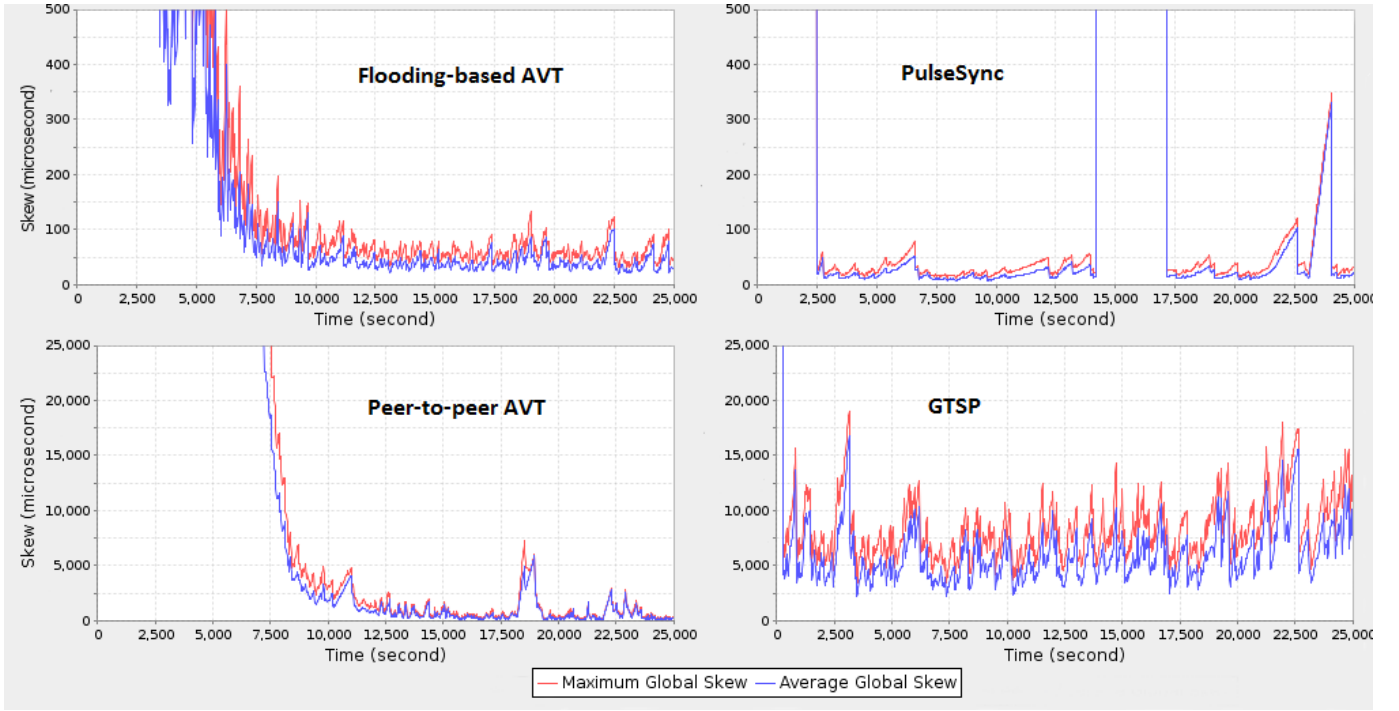 500
400
300
200
100
0
Skew (microsecond)
Flooding-based AVT
0 2,500 5,000 7,500 10,000 12,500 15,000 17,500 20,000 22,500 25,000
Time (second)
500
400
300
200
100
0
PulseSync
0 2,500 5,000 7,500 10,000 12,500 15,000 17,500 20,000 22,500 25,000
Time (second)
25,000
20,000
15,000
10,000
5,000
0
Skew (microsecond)
Peer-to-peer AVT
0 2,500 5,000 7,500 10,000 12,500 15,000 17,500 20,000 22,500 25,000
Time (second)
25,000
20,000
15,000
10,000
5,000
0
GTSP
0 2,500 5,000 7,500 10,000 12,500 15,000 17,500 20,000 22,500 25,000
Time (second)
Maximum Global Skew Average Global Skew